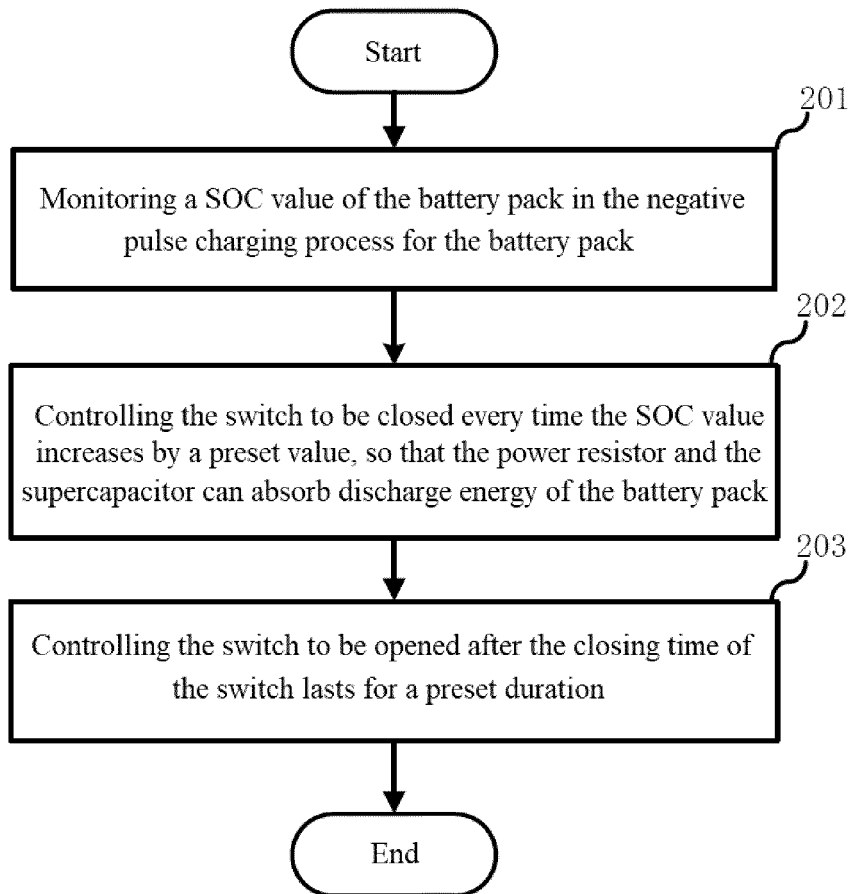 Start
201
Monitoring a SOC value of the battery pack in the negative
pulse charging process for the battery pack
202
Controlling the switch to be closed every time the SOC value
increases by a preset value, so that the power resistor and the
supercapacitor can absorb discharge energy of the battery pack
203
Controlling the switch to be opened after the closing time of
the switch lasts for a preset duration
End